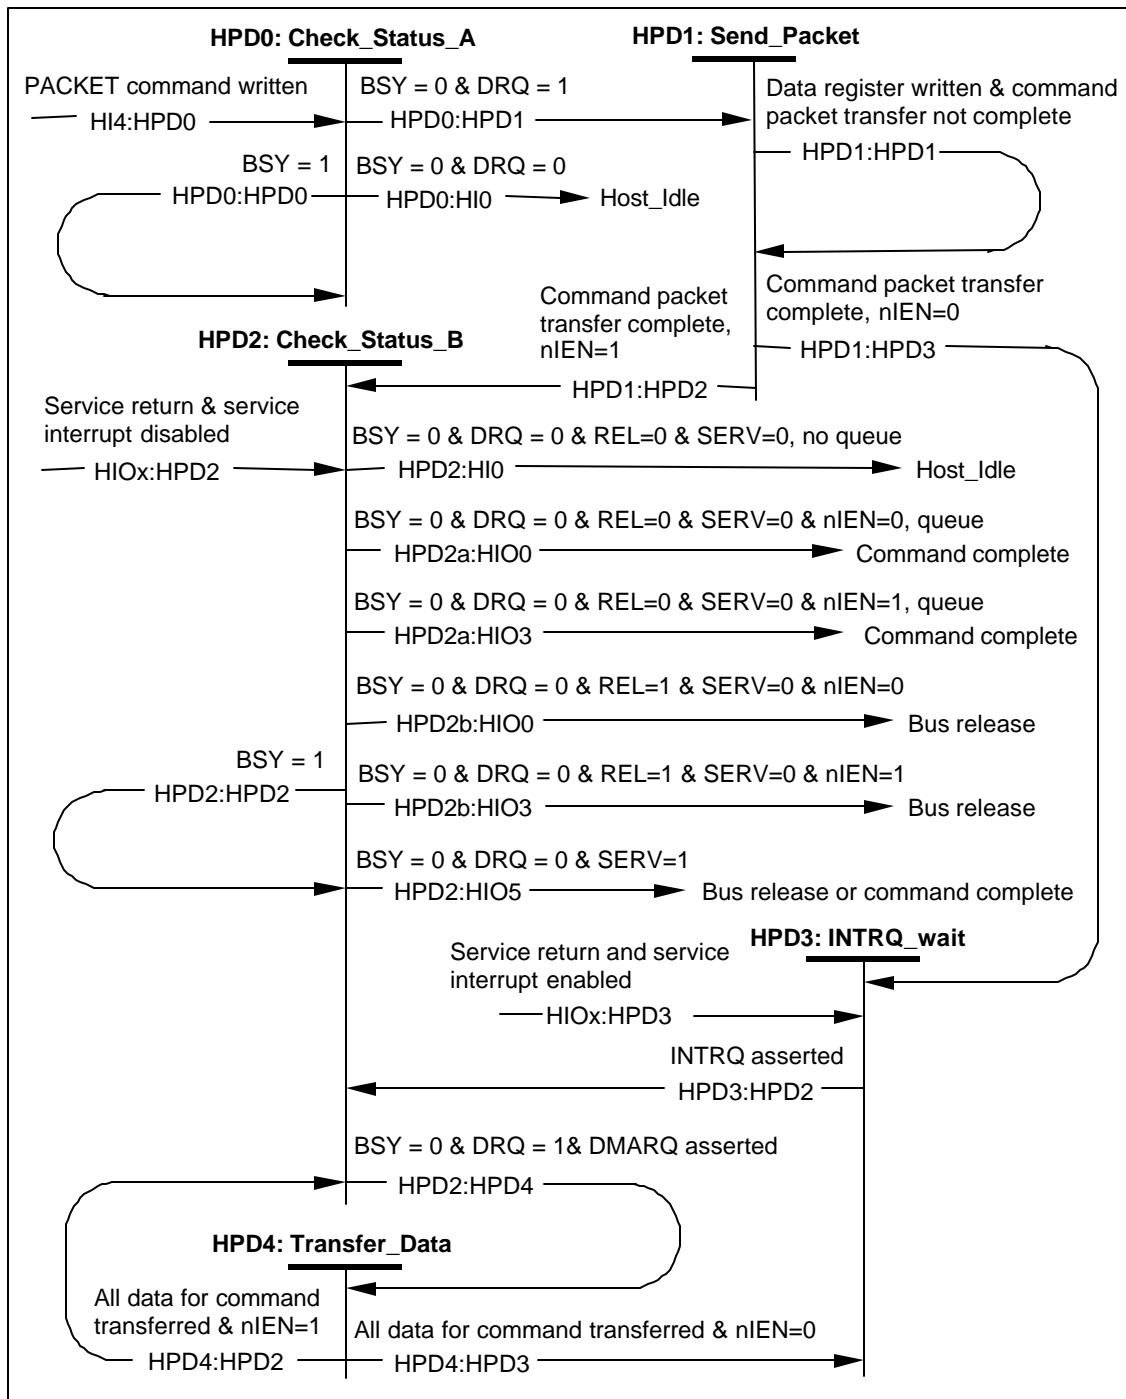 HPD0: Check_Status_A
HPD1: Send_Packet
PACKET command written
HI4:HPD0
BSY = 0 & DRQ = 1
HPD0:HPD1
Data register written & command
packet transfer not complete
HPD1:HPD1
BSY = 1
HPD0:HPD0
BSY = 0 & DRQ = 0
HPD0:HI0
Host_Idle
Command packet
transfer complete,
nIEN=1
HPD1:HPD2
Command packet transfer
complete, nIEN=0
HPD1:HPD3
HPD2: Check_Status_B
Service return & service
interrupt disabled
HIOx:HPD2
BSY = 0 & DRQ = 0 & REL=0 & SERV=0, no queue
HPD2:HI0
Host_Idle
BSY = 0 & DRQ = 0 & REL=0 & SERV=0 & nIEN=0, queue
HPD2a:HIO0
Command complete
BSY = 0 & DRQ = 0 & REL=0 & SERV=0 & nIEN=1, queue
HPD2a:HIO3
Command complete
BSY = 0 & DRQ = 0 & REL=1 & SERV=0 & nIEN=0
HPD2b:HIO0
Bus release
BSY = 1
HPD2:HPD2
BSY = 0 & DRQ = 0 & REL=1 & SERV=0 & nIEN=1
HPD2b:HIO3
Bus release
BSY = 0 & DRQ = 0 & SERV=1
HPD2:HIO5
Bus release or command complete
HPD3: INTRQ_wait
Service return and service
interrupt enabled
HIOx:HPD3
INTRQ asserted
HPD3:HPD2
BSY = 0 & DRQ = 1& DMARQ asserted
HPD2:HPD4
HPD4: Transfer_Data
All data for command
transferred & nIEN=1
HPD4:HPD2
All data for command transferred & nIEN=0
HPD4:HPD3